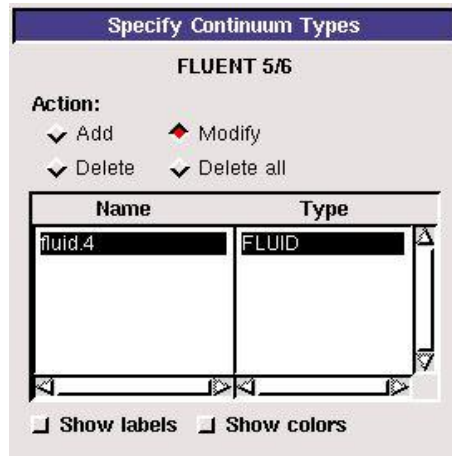 Specify Continuum Types
FLUENT 5/6
Action:
Add Modify
Delete Delete all
Name Type
fluid.4 FLUID
Show labels Show colors